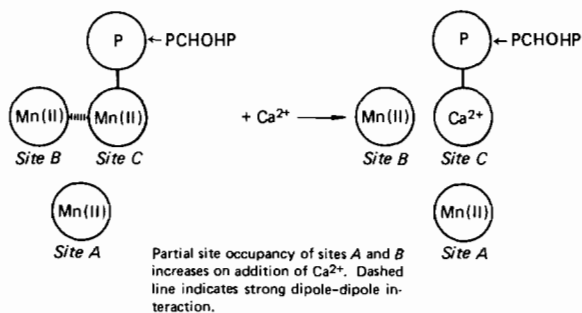 P ← PCHOHP
P ← PCHOHP
Mn(II) Mn(II) + Ca²⁺ → Mn(II) Ca²⁺
Site B Site C Site B Site C
Mn(II) Mn(II)
Site A Site A
Partial site occupancy of sites A and B
increases on addition of Ca²⁺. Dashed
line indicates strong dipole-dipole in-
teraction.